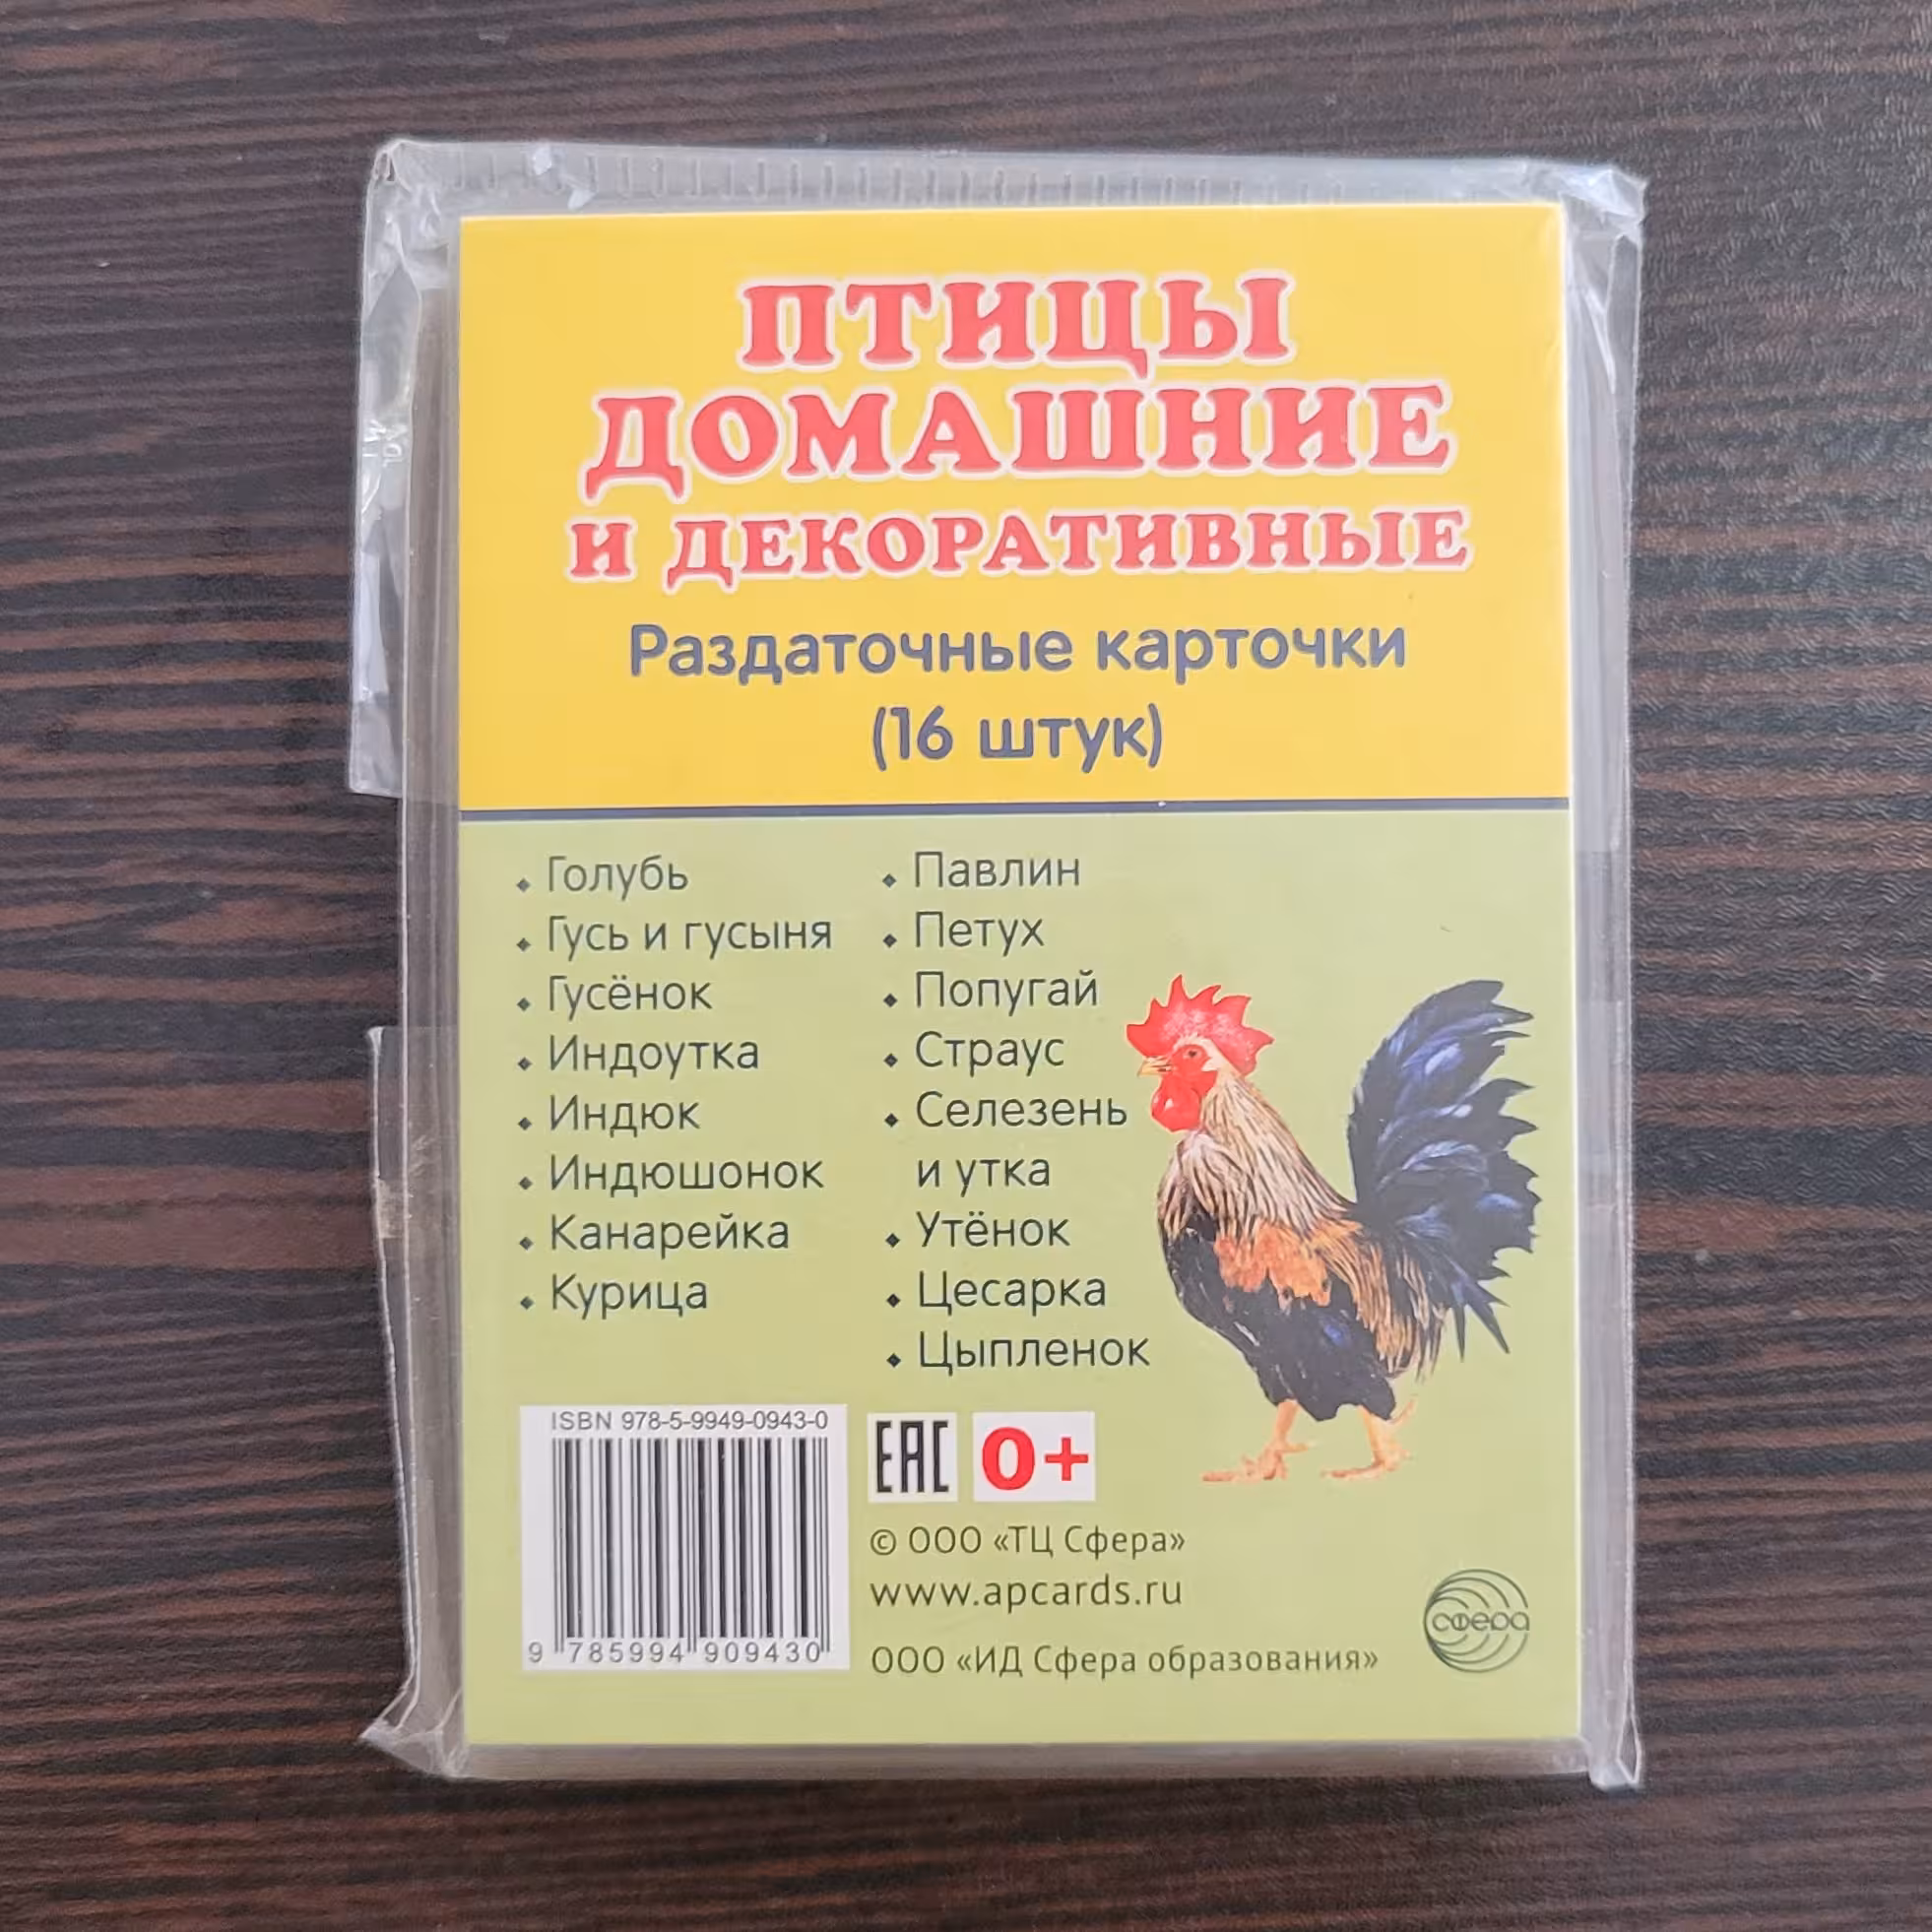 ПТИЦЫ
ДОМАШНИЕ
И ДЕКОРАТИВНЫЕ
Раздаточные карточки
(16 штук)
Голубь
Гусь и гусыня
Гусёнок
Индоутка
Индюк
Индюшонок
Канарейка
Курица
Павлин
Петух
Попугай
Страус
Селезень
и утка
Утёнок
Цесарка
Цыпленок
ISBN 978-5-9949-0943-0
9 785994 909430
EAC 0+
© ООО «ТЦ Сфера»
www.apcards.ru
ООО «ИД Сфера образования»
сфера